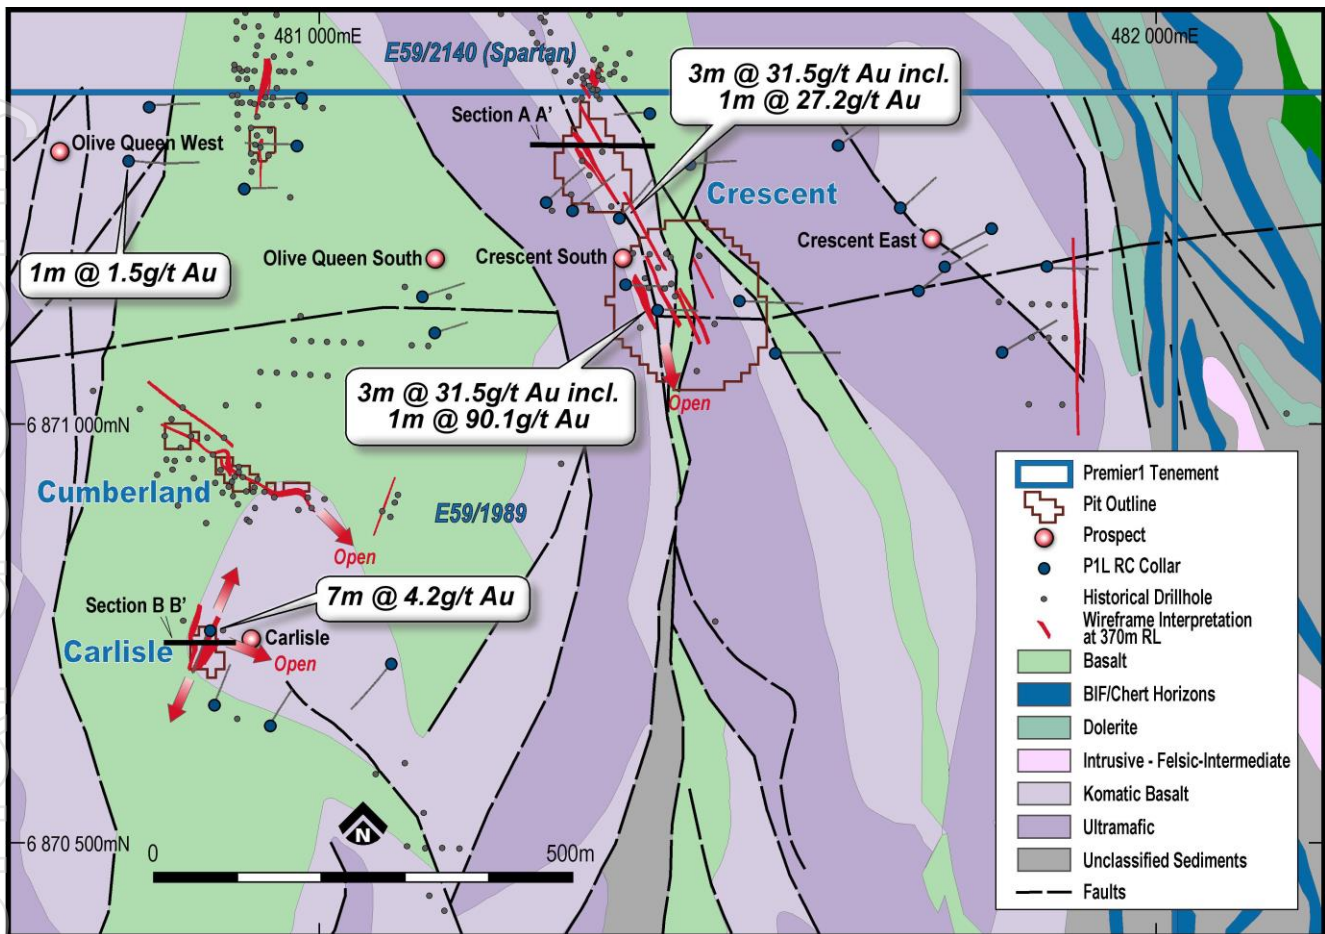 481 000mE
482 000mE
E59/2140 (Spartan)
3m @ 31.5g/t Au incl.
1m @ 27.2g/t Au
Section A A'
Olive Queen West
Crescent
Crescent East
Olive Queen South
Crescent South
1m @ 1.5g/t Au
3m @ 31.5g/t Au incl.
1m @ 90.1g/t Au
Open
6 871 000mN
Cumberland
E59/1989
Open
7m @ 4.2g/t Au
Section B B'
Carlisle
Carlisle
Open
6 870 500mN
N
0
500m
Premier1 Tenement
Pit Outline
Prospect
P1L RC Collar
Historical Drillhole
Wireframe Interpretation
at 370m RL
Basalt
BIF/Chert Horizons
Dolerite
Intrusive - Felsic-Intermediate
Komatic Basalt
Ultramafic
Unclassified Sediments
Faults